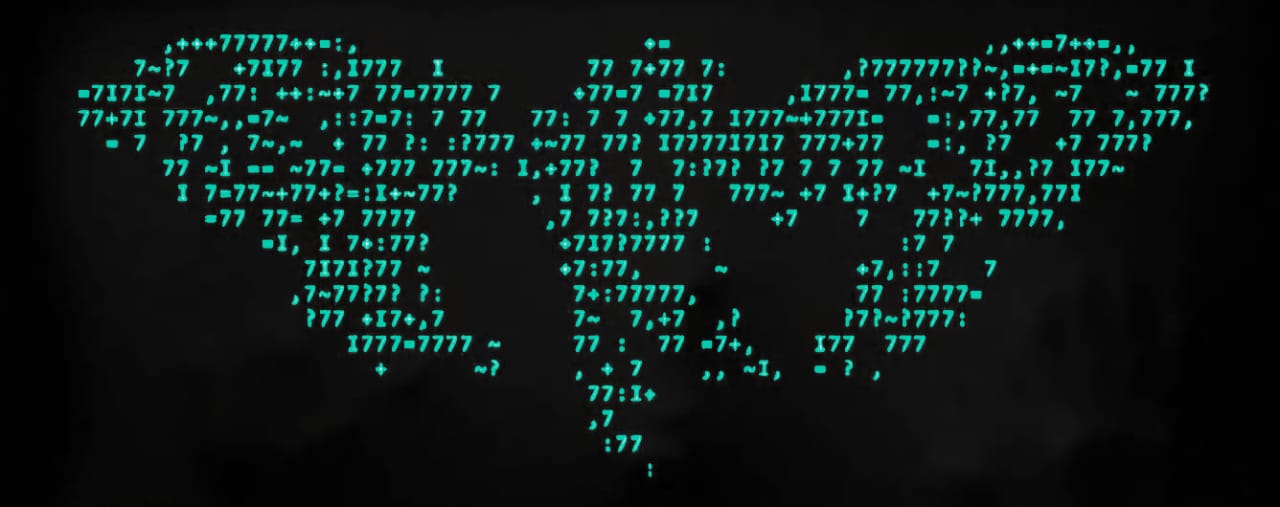 ,+++77777++=:,                     +=                      ,,++=7++=,,
7~?7   +7I77 :,I777  I          77 7+77 7:        ,?777777??~,=+=~I7?,=77 I
=7I7I~7  ,77: ++:~+7 77=7777 7     +77=7 =7I7     ,I777= 77,:~7 +?7, ~7   ~ 777?
77+7I 777~,,=7~  ,::7=7: 7 77   77: 7 7 +77,7 I777~+777I=   =:,77,77  77 7,777,
= 7  ?7 , 7~,~  + 77 ?: :?777 +~77 77? I7777I7I7 777+77   =:, ?7   +7 777?
77 ~I == ~77= +777 777~: I,+77?  7  7:??? ?7 7 7 77 ~I   7I,,?7 I77~
I 7=77~+77+?=:I+~77?     , I 7? 77 7   777~ +7 I+?7  +7~?777,77I
=77 77= +7 7777         ,7 7?7:,??7     +7    7   77??+ 7777,
=I, I 7+:77?         +7I7?7777 :             :7 7
7I7I?77 ~         +7:77,     ~         +7,::7   7
,7~77?7? ?:         7+:77777,           77 :7777=
?77 +I7+,7         7~  7,+7  ,?       ?7?~?777:
I777=7777 ~     77 :  77 =7+,    I77  777
+      ~?     , + 7    ,, ~I,  = ? ,
77:I+
,7
:77
: